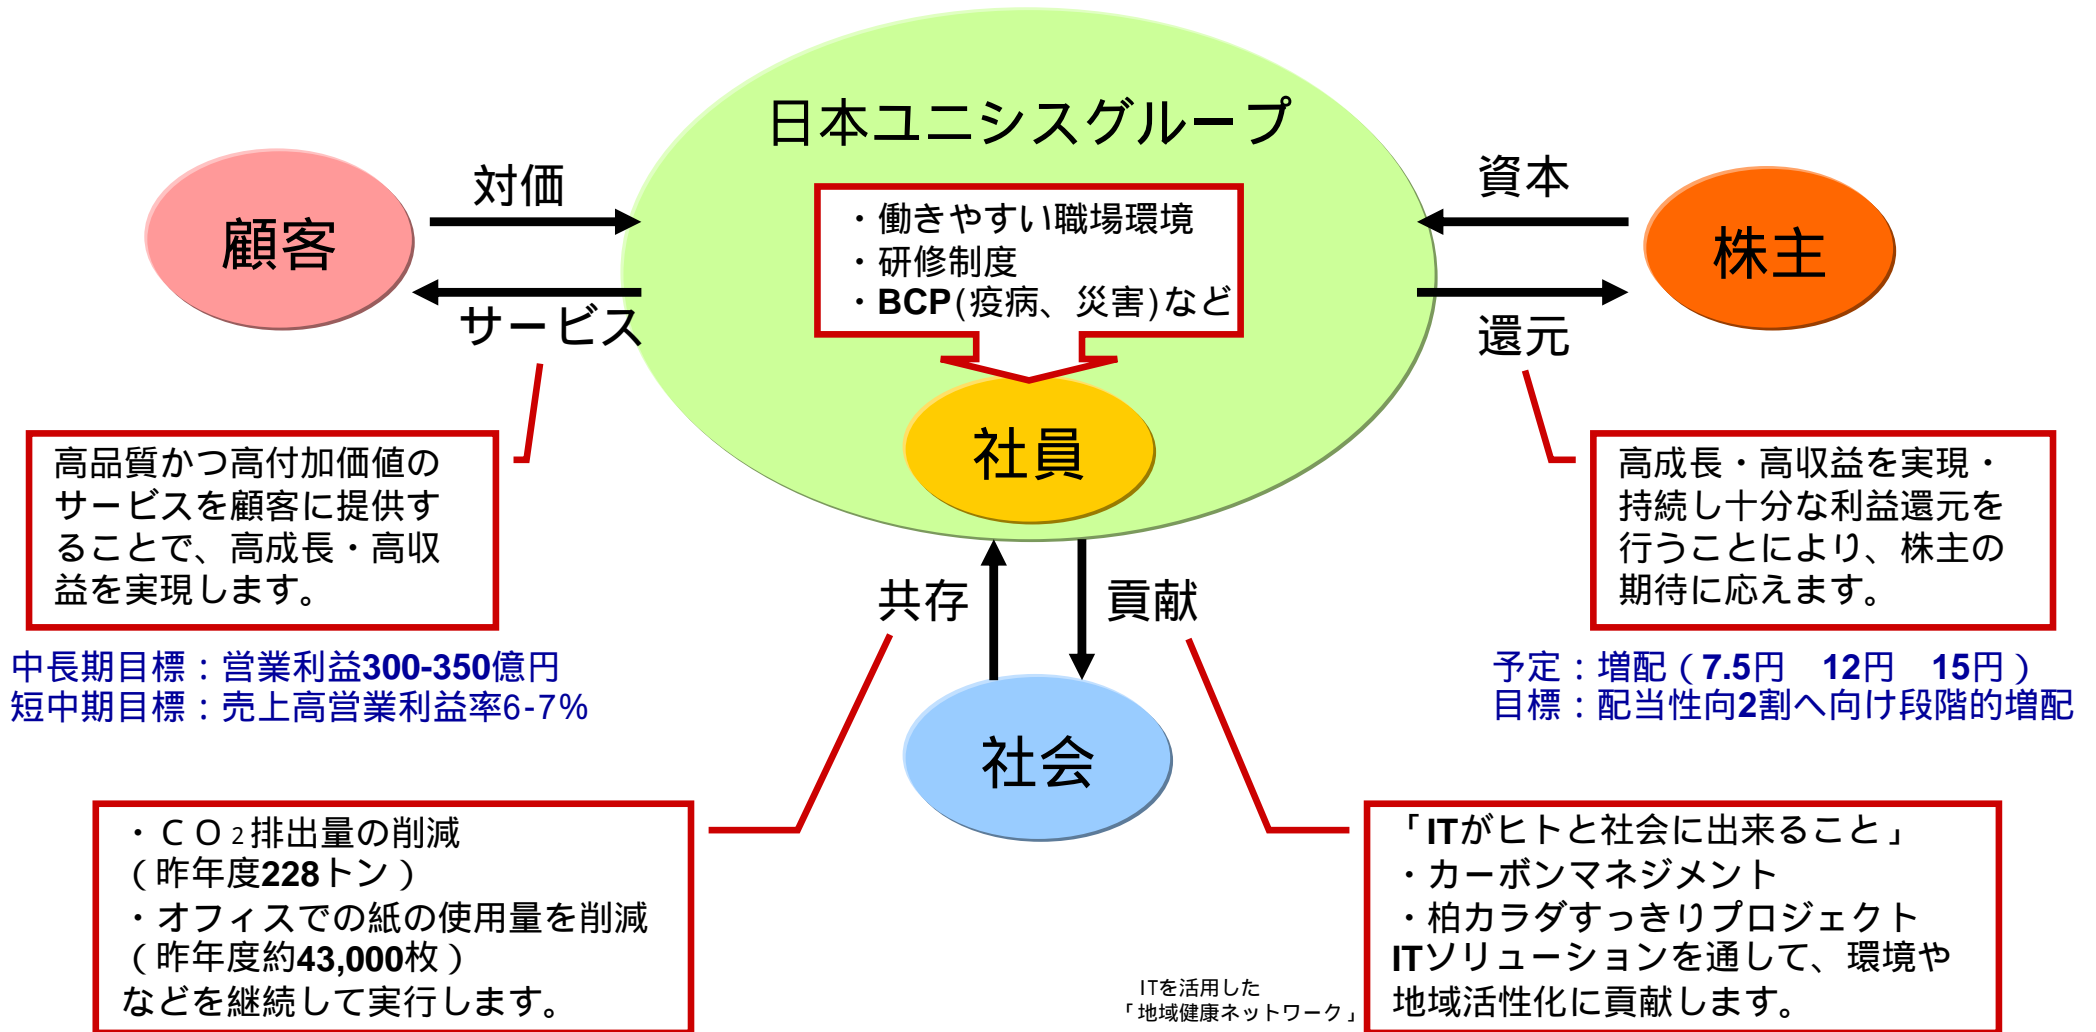 日本ユニシスグループ
対価
資本
顧客
・働きやすい職場環境
・研修制度
・BCP(疫病、災害)など
株主
サービス
還元
社員
高品質かつ高付加価値の
サービスを顧客に提供す
ることで、高成長・高収
益を実現します。
高成長・高収益を実現・
持続し十分な利益還元を
行うことにより、株主の
期待に応えます。
共存
貢献
中長期目標：営業利益300-350億円
短中期目標：売上高営業利益率6-7%
予定：増配（7.5円　12円　15円）
目標：配当性向2割へ向け段階的増配
社会
・ＣＯ2排出量の削減
（昨年度228トン）
・オフィスでの紙の使用量を削減
（昨年度約43,000枚）
などを継続して実行します。
「ITがヒトと社会に出来ること」
・カーボンマネジメント
・柏カラダすっきりプロジェクト
ITソリューションを通して、環境や
地域活性化に貢献します。
ITを活用した
「地域健康ネットワーク」